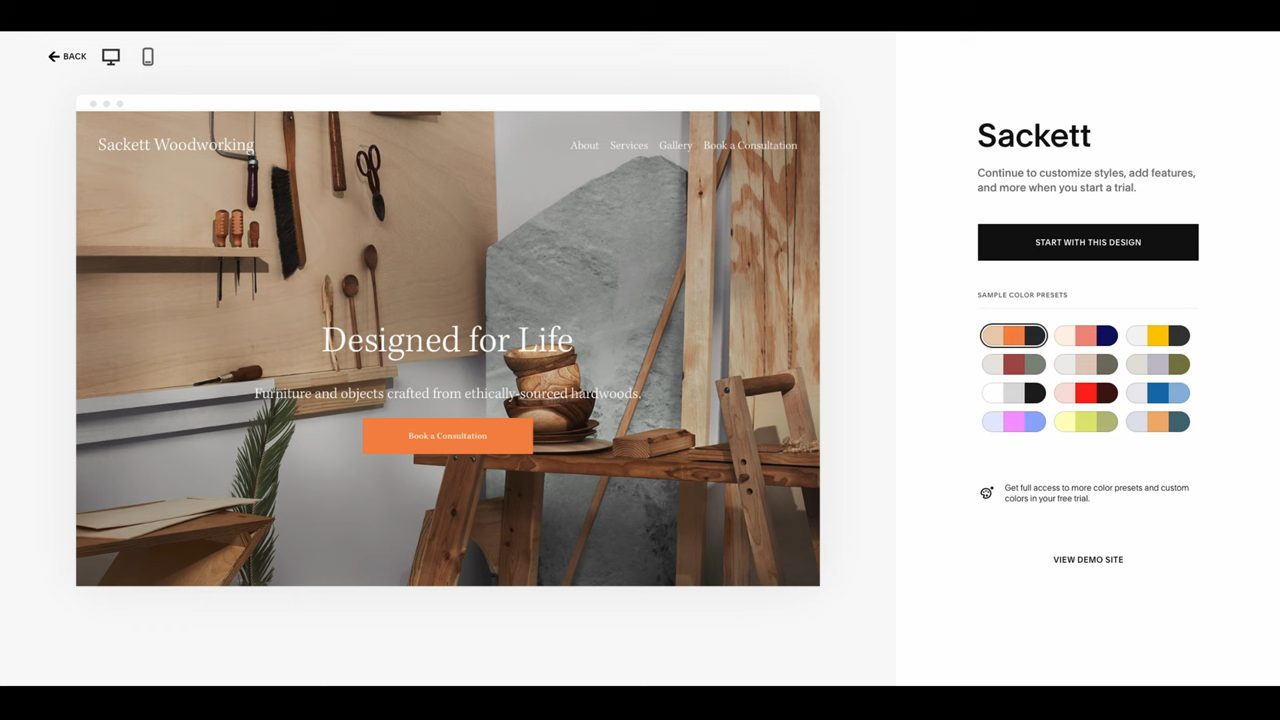 BACK
Sackett Woodworking
About Services Gallery Book a Consultation
Designed for Life
Furniture and objects crafted from ethically-sourced hardwoods.
Book a Consultation
Sackett
Continue to customize styles, add features,
and more when you start a trial.
START WITH THIS DESIGN
SAMPLE COLOR PRESETS
Get full access to more color presets and custom
colors in your free trial.
VIEW DEMO SITE